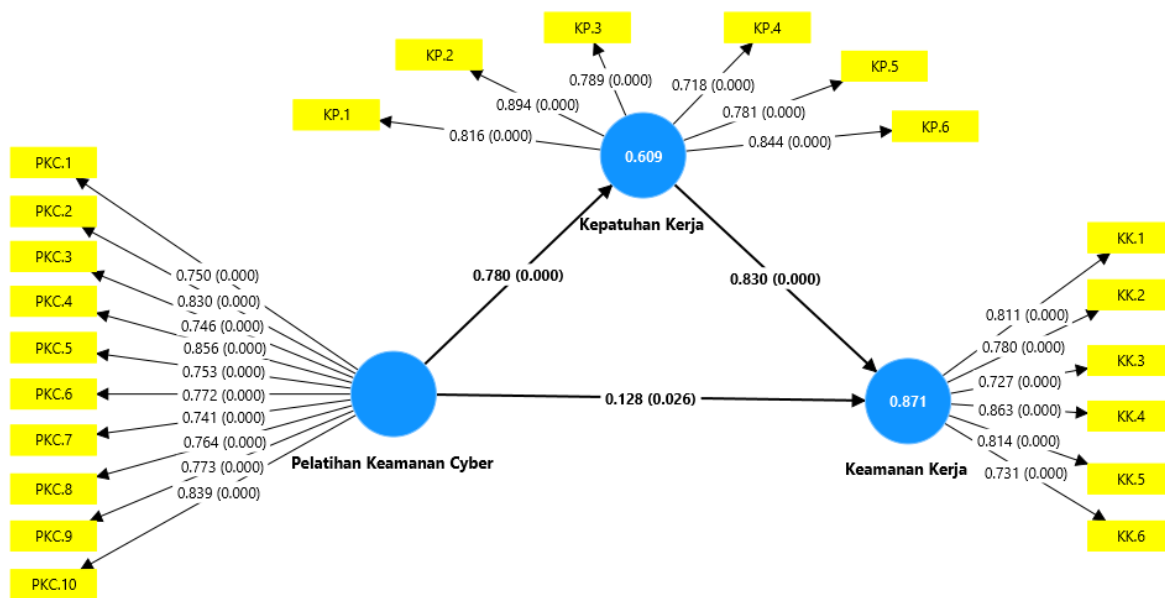 KP.3
KP.4
KP.2
KP.5
KP.1
KP.6
0.789 (0.000)
0.718 (0.000)
0.894 (0.000)
0.781 (0.000)
0.816 (0.000)
0.844 (0.000)
0.609
Kepatuhan Kerja
PKC.1
PKC.2
PKC.3
PKC.4
PKC.5
PKC.6
PKC.7
PKC.8
PKC.9
PKC.10
0.750 (0.000)
0.830 (0.000)
0.746 (0.000)
0.856 (0.000)
0.753 (0.000)
0.772 (0.000)
0.741 (0.000)
0.764 (0.000)
0.773 (0.000)
0.839 (0.000)
Pelatihan Keamanan Cyber
0.780 (0.000)
0.830 (0.000)
0.128 (0.026)
0.871
Keamanan Kerja
0.811 (0.000)
0.780 (0.000)
0.727 (0.000)
0.863 (0.000)
0.814 (0.000)
0.731 (0.000)
KK.1
KK.2
KK.3
KK.4
KK.5
KK.6